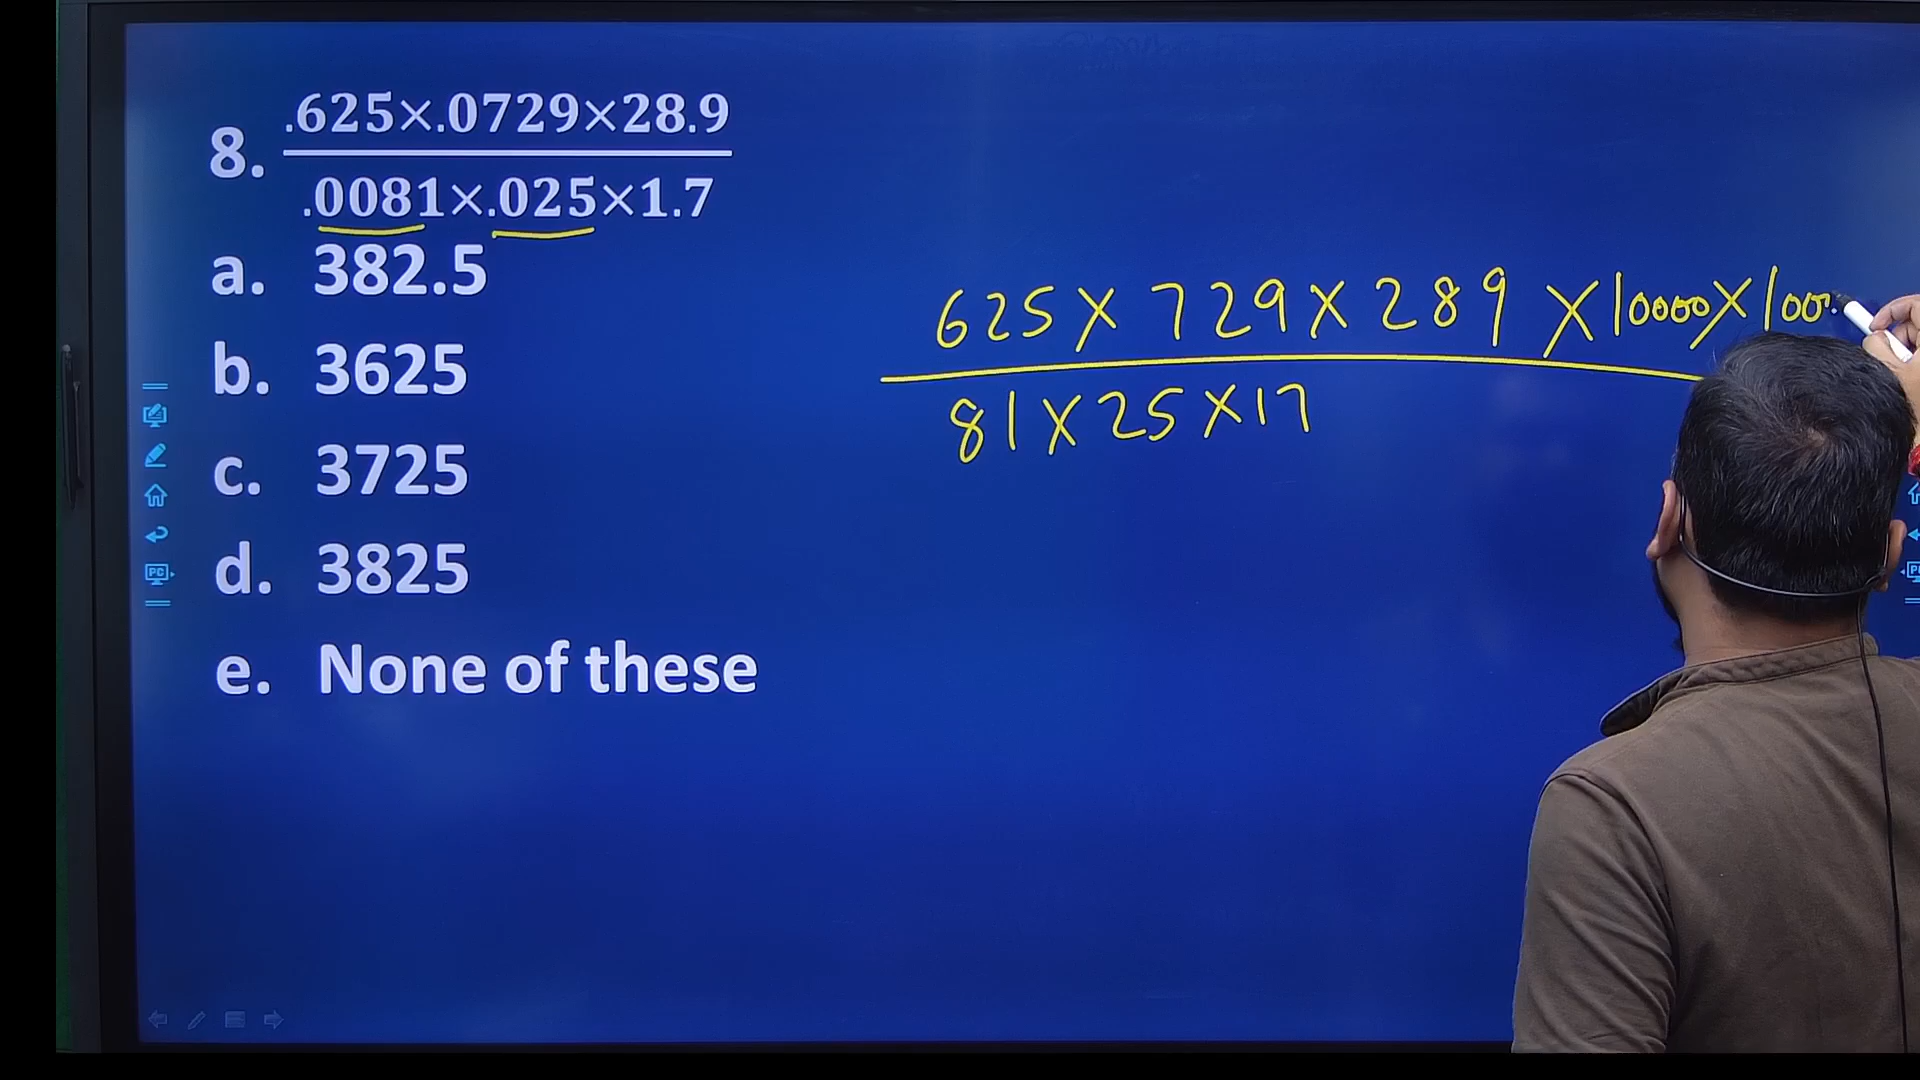 8. .625×.0729×28.9
.0081×.025×1.7
a. 382.5
b. 3625
c. 3725
d. 3825
e. None of these
625 × 729 × 289 × 10000 × 100
81 × 25 × 17
PC